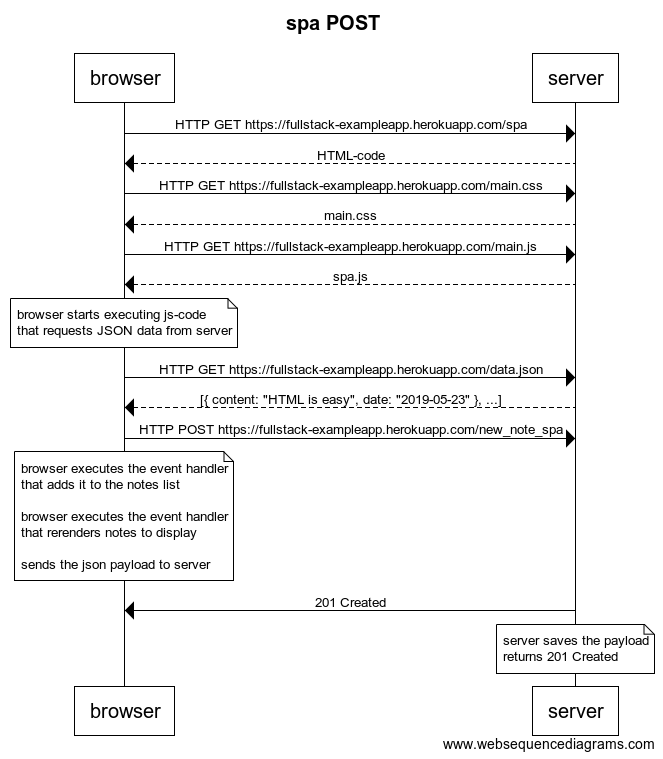 spa POST
browser
server
HTTP GET https://fullstack-exampleapp.herokuapp.com/spa
HTML-code
HTTP GET https://fullstack-exampleapp.herokuapp.com/main.css
main.css
HTTP GET https://fullstack-exampleapp.herokuapp.com/main.js
spa.js
browser starts executing js-code
that requests JSON data from server
HTTP GET https://fullstack-exampleapp.herokuapp.com/data.json
[{ content: "HTML is easy", date: "2019-05-23" }, ...]
HTTP POST https://fullstack-exampleapp.herokuapp.com/new_note_spa
browser executes the event handler
that adds it to the notes list
browser executes the event handler
that rerenders notes to display
sends the json payload to server
201 Created
server saves the payload
returns 201 Created
browser
server
www.websequencediagrams.com